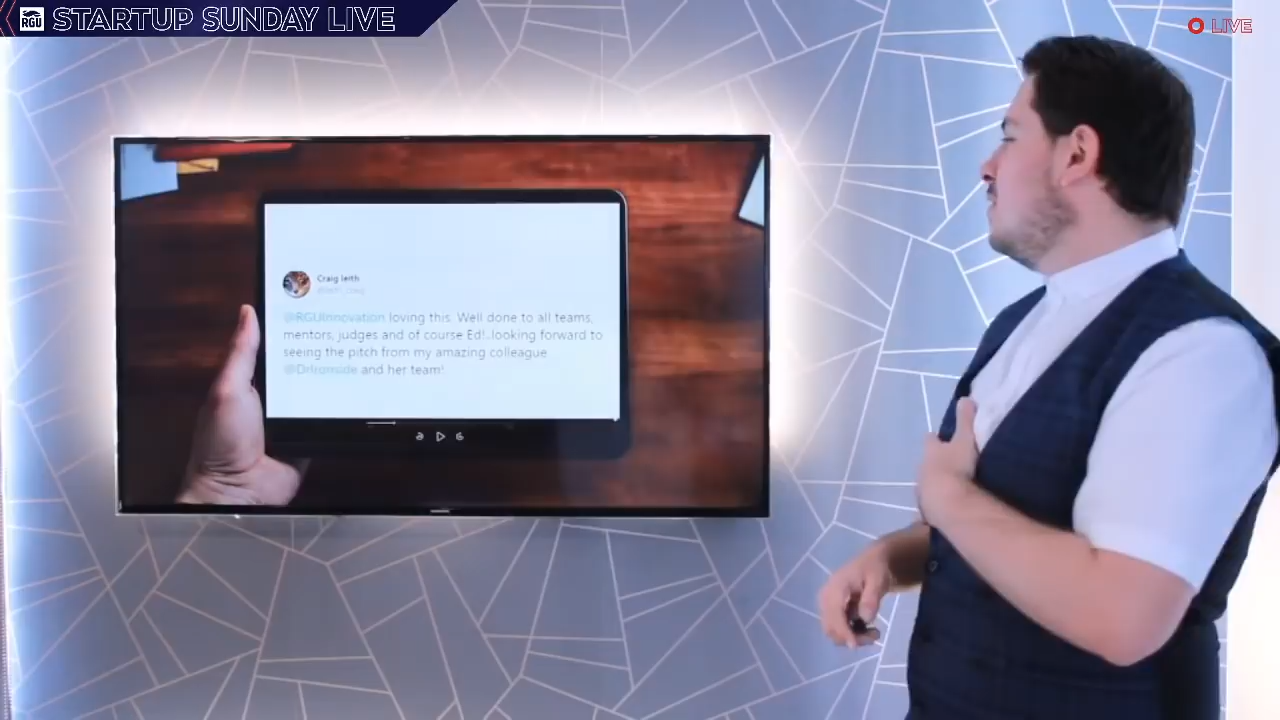 RGU STARTUP SUNDAY LIVE
LIVE
Craig leith
@RGUInnovation loving this. Well done to all teams,
mentors, judges and of course Ed!..looking forward to
seeing the pitch from my amazing colleague
and her team!